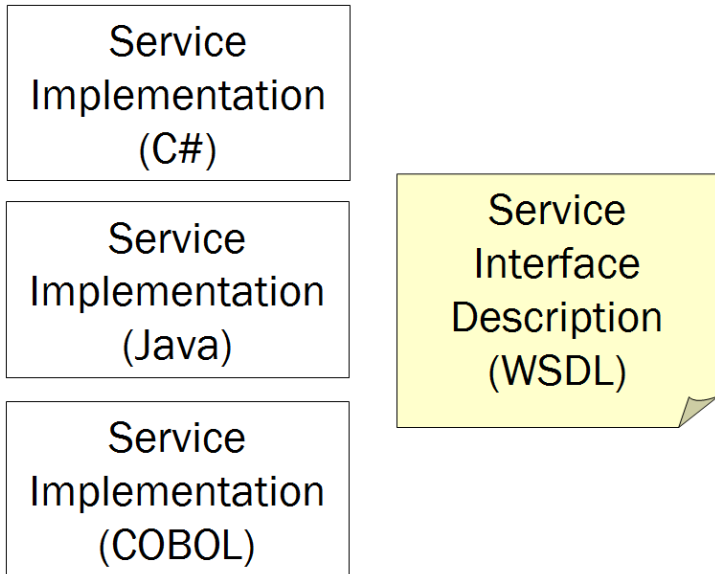 Service
Implementation
(C#)
Service
Implementation
(Java)
Service
Implementation
(COBOL)
Service
Interface
Description
(WSDL)